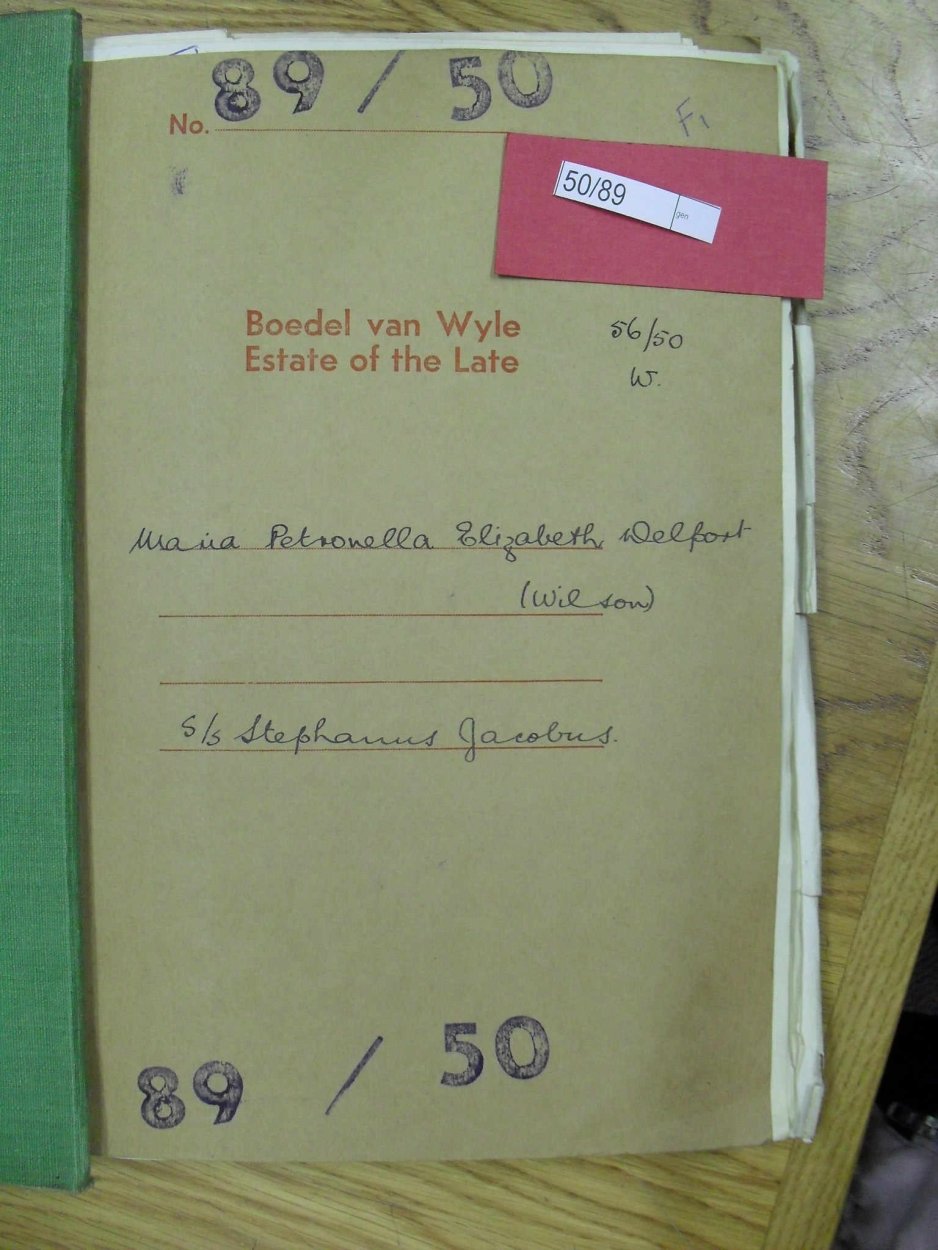 89 / 50
No.
F1
50/89
gen
Boedel van Wyle
Estate of the Late
56/50
W.
Maria Petronella Elizabeth Delport
(Wilson)
s/s Stephanus Jacobus.
89 / 50